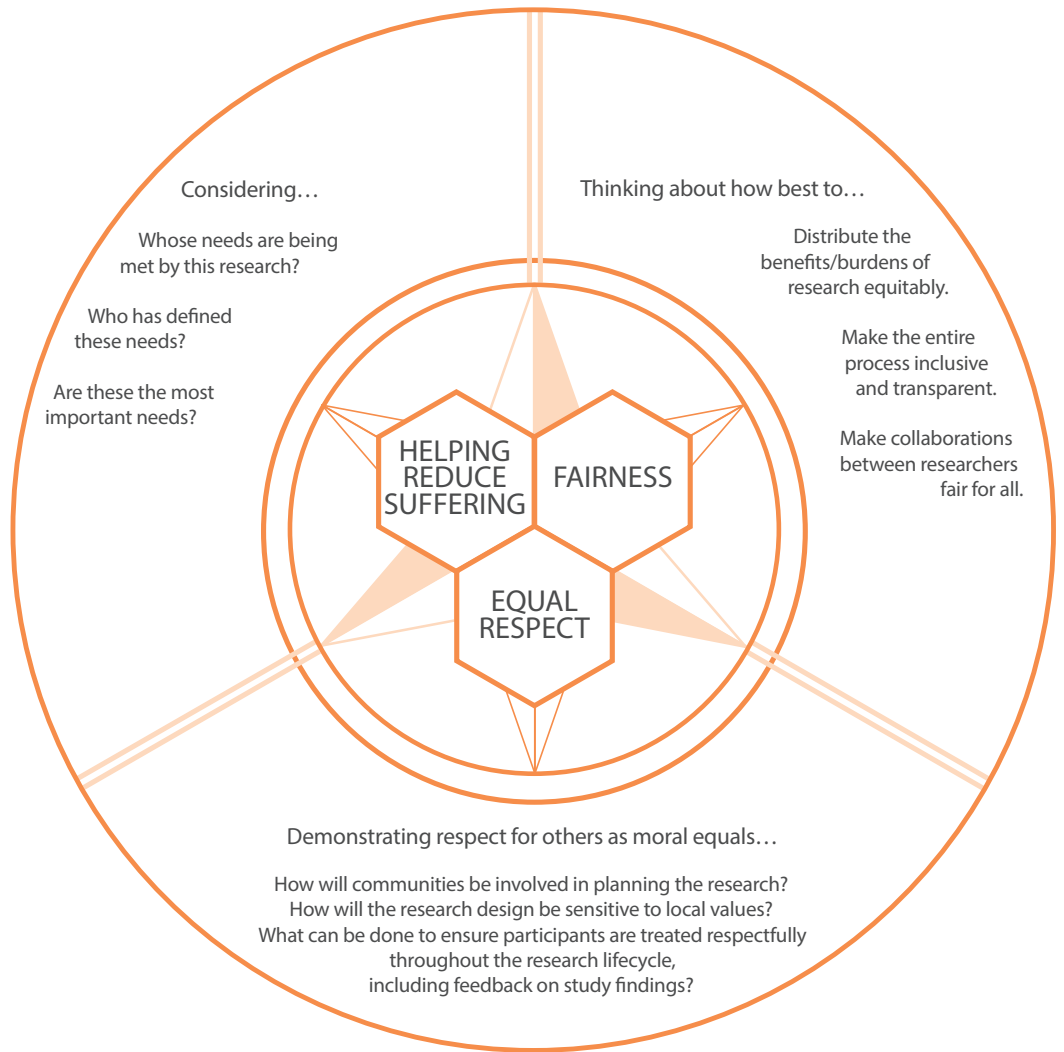 Considering…
Whose needs are being
met by this research?
Who has defined
these needs?
Are these the most
important needs?
Thinking about how best to…
Distribute the
benefits/burdens of
research equitably.
Make the entire
process inclusive
and transparent.
Make collaborations
between researchers
fair for all.
HELPING
REDUCE
SUFFERING
FAIRNESS
EQUAL
RESPECT
Demonstrating respect for others as moral equals…
How will communities be involved in planning the research?
How will the research design be sensitive to local values?
What can be done to ensure participants are treated respectfully
throughout the research lifecycle,
including feedback on study findings?